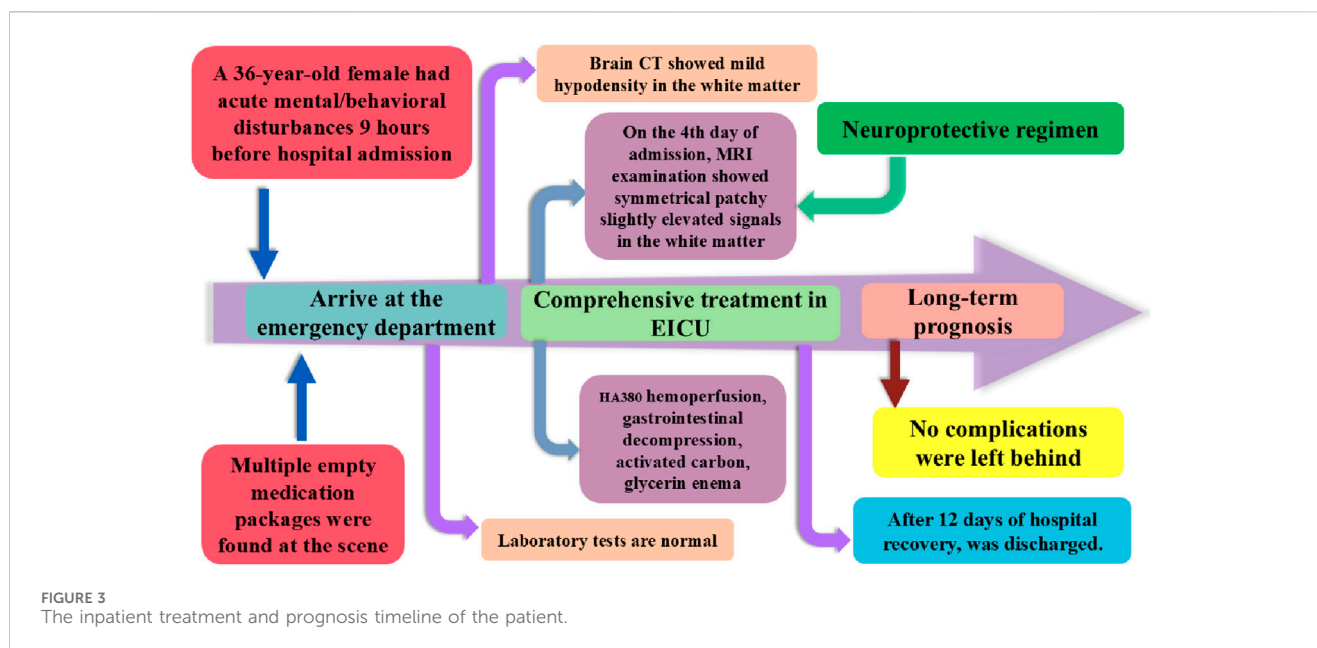 A 36-year-old female had
acute mental/behavioral
disturbances 9 hours
before hospital admission
Brain CT showed mild
hypodensity in the white matter
On the 4th day of
admission, MRI
examination showed
symmetrical patchy
slightly elevated signals
in the white matter
Neuroprotective regimen
Arrive at the
emergency department
Comprehensive treatment in
EICU
Long-term
prognosis
Multiple empty
medication
packages were
found at the scene
HA380 hemoperfusion,
gastrointestinal
decompression,
activated carbon,
glycerin enema
No complications
were left behind
Laboratory tests are normal
After 12 days of hospital
recovery, was discharged.
FIGURE 3
The inpatient treatment and prognosis timeline of the patient.